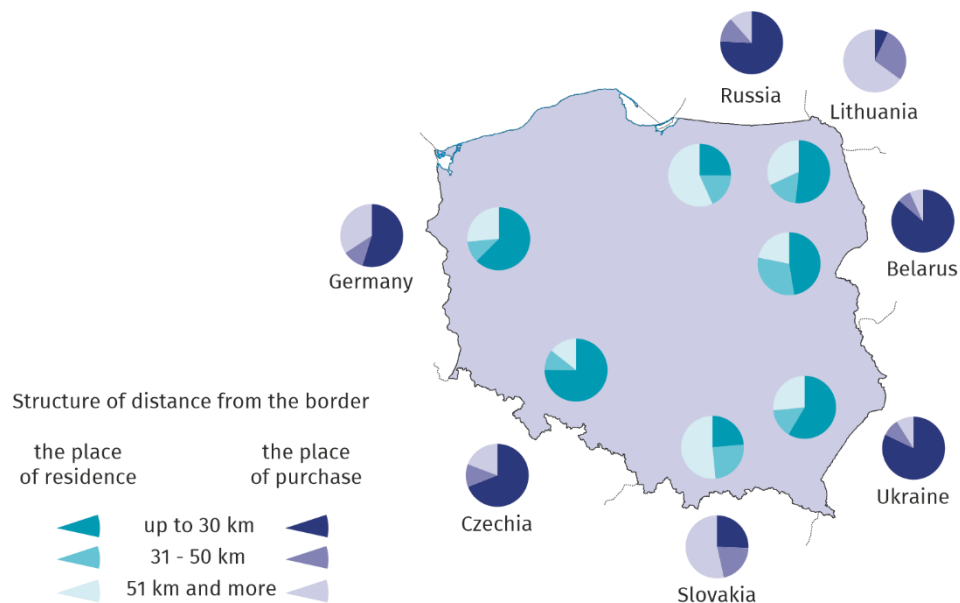 Russia
Lithuania
Germany
Belarus
Structure of distance from the border
the place
of residence
the place
of purchase
up to 30 km
31 - 50 km
51 km and more
Czechia
Ukraine
Slovakia